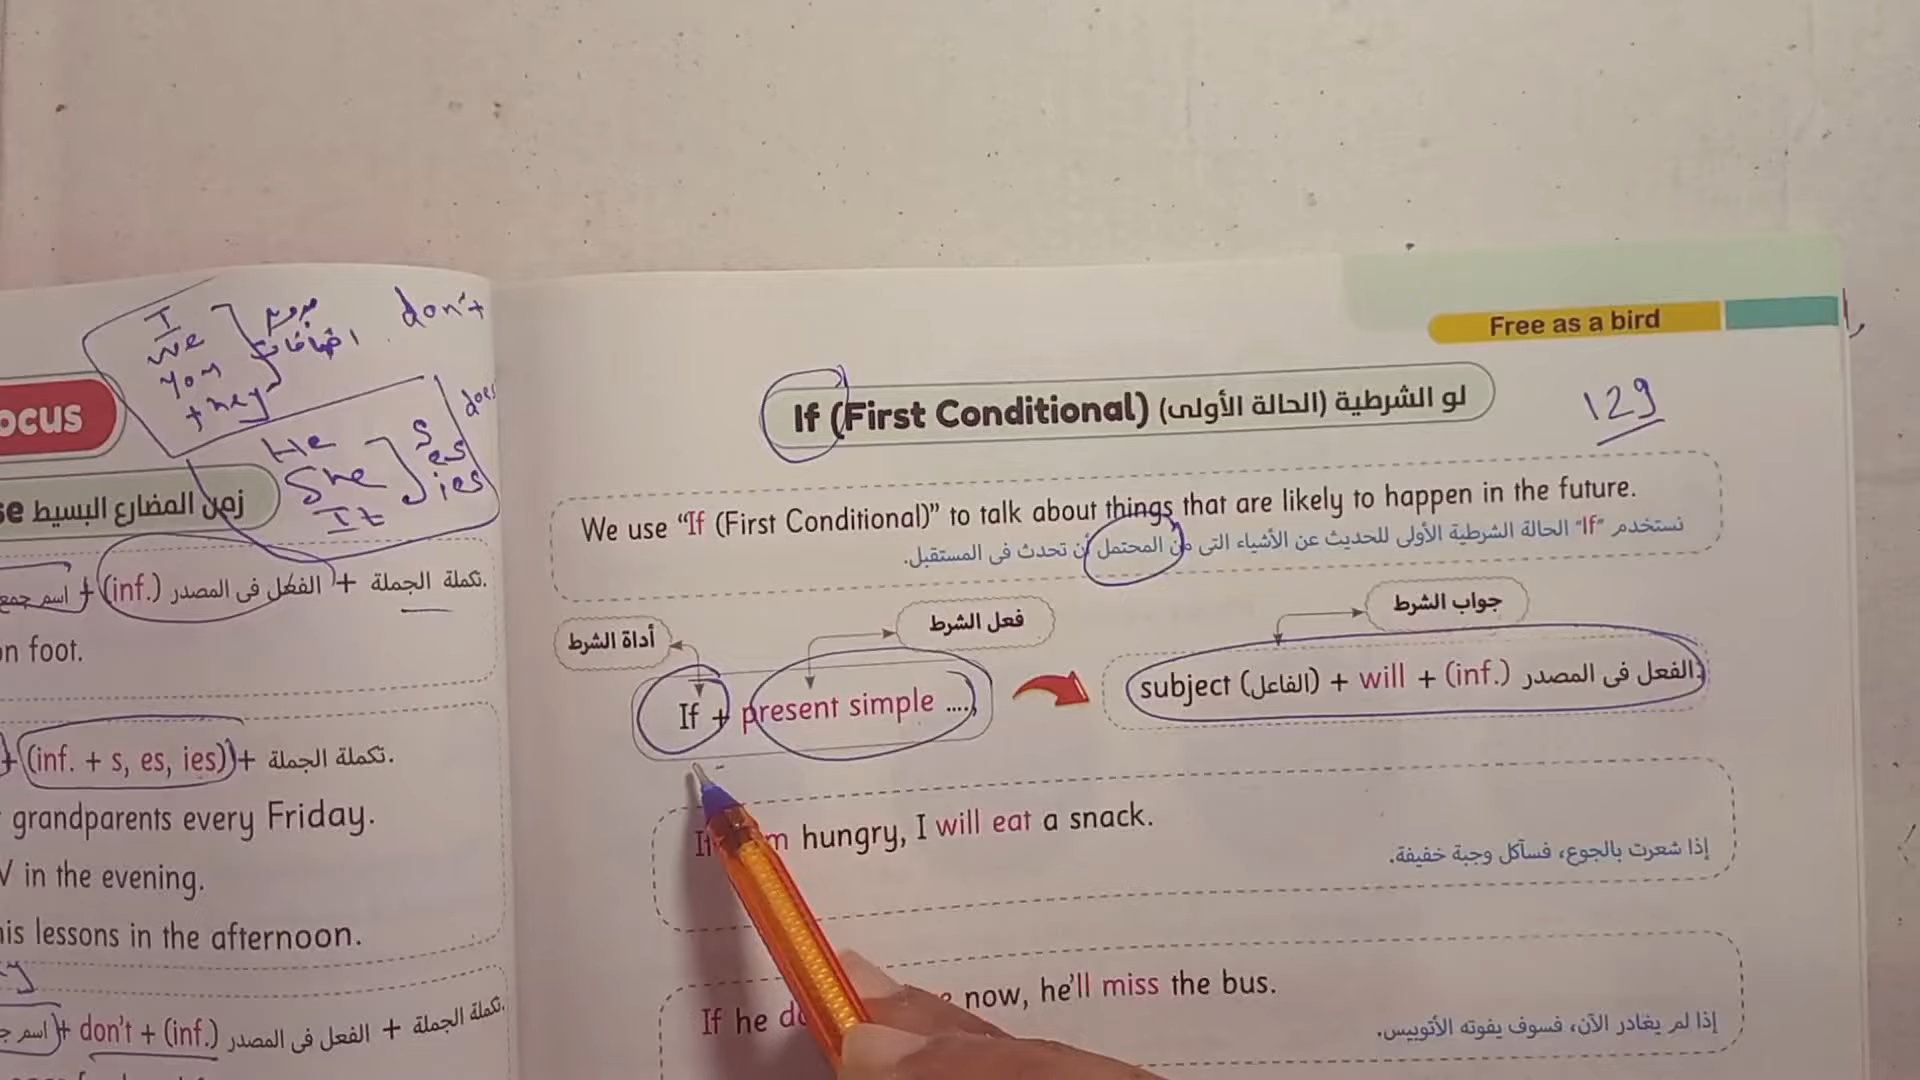 I
we
you
they
don't
He
She
It
s
es
ies
does
ocus
زمن المضارع البسيط se
(inf.) الفعل فى المصدر + تكملة الجملة.
on foot.
+ (inf. + s, es, ies) + تكملة الجملة.
grandparents every Friday.
V in the evening.
his lessons in the afternoon.
+ don't + (inf.) الفعل فى المصدر + تكملة الجملة.
Free as a bird
129
If (First Conditional) لو الشرطية (الحالة الأولى)
We use “If (First Conditional)” to talk about things that are likely to happen in the future.
نستخدم "If" الحالة الشرطية الأولى للحديث عن الأشياء التى من المحتمل أن تحدث فى المستقبل.
أداة الشرط
فعل الشرط
جواب الشرط
If + present simple ....,
subject (الفاعل) + will + (inf.) الفعل فى المصدر.
hungry, I will eat a snack.
إذا شعرت بالجوع، فسآكل وجبة خفيفة.
If he now, he'll miss the bus.
إذا لم يغادر الآن، فسوف يفوته الأتوبيس.